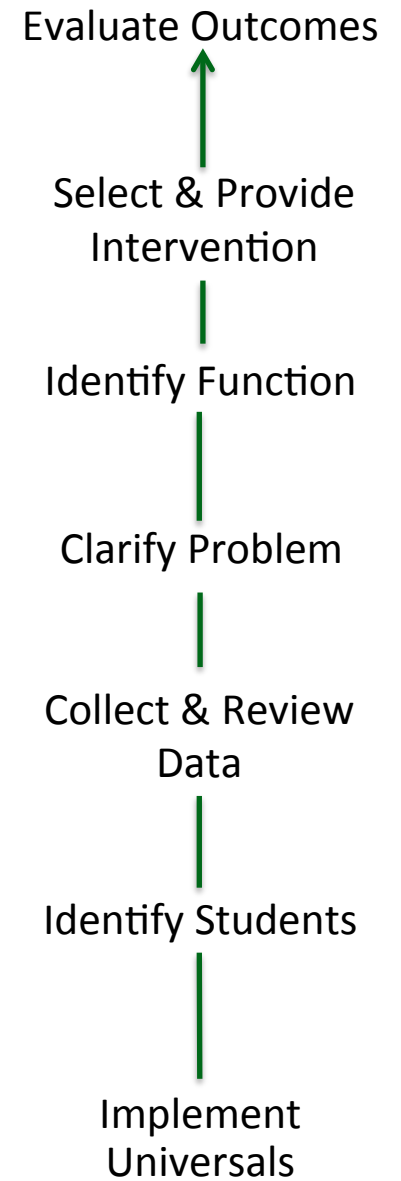 Evaluate Outcomes
Select & Provide
Intervention
Identify Function
Clarify Problem
Collect & Review
Data
Identify Students
Implement
Universals